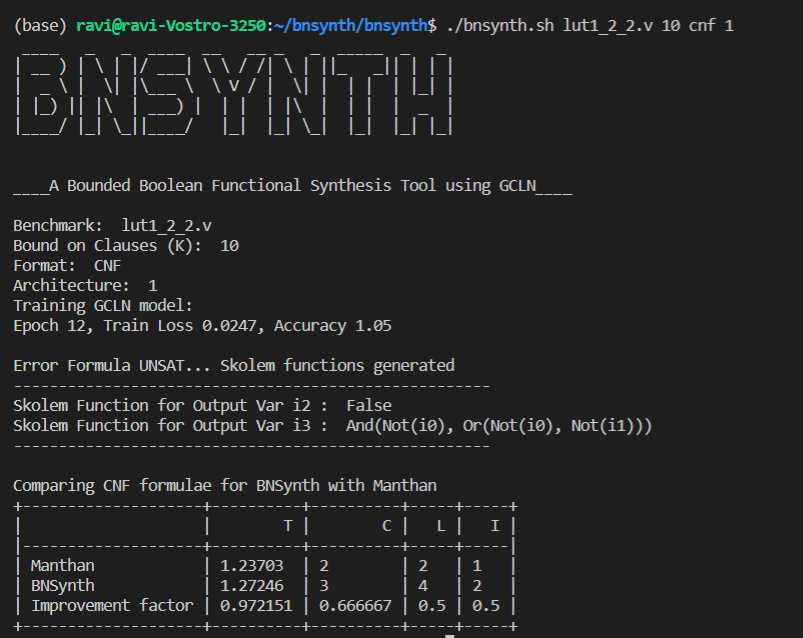 (base) ravi@ravi-Vostro-3250:~/bnsynth/bnsynth$ ./bnsynth.sh lut1_2_2.v 10 cnf 1
BNSYNTH
____A Bounded Boolean Functional Synthesis Tool using GCLN____
Benchmark:  lut1_2_2.v
Bound on Clauses (K):  10
Format:  CNF
Architecture:  1
Training GCLN model:
Epoch 12, Train Loss 0.0247, Accuracy 1.05
Error Formula UNSAT... Skolem functions generated
--------------------------------------------------
Skolem Function for Output Var i2 :  False
Skolem Function for Output Var i3 :  And(Not(i0), Or(Not(i0), Not(i1)))
--------------------------------------------------
Comparing CNF formulae for BNSynth with Manthan
+--------------------+----------+----------+-----+-----+
|                    |        T |        C |   L |   I |
|--------------------+----------+----------+-----+-----|
| Manthan            | 1.23703  | 2        | 2   | 1   |
| BNSynth            | 1.27246  | 3        | 4   | 2   |
| Improvement factor | 0.972151 | 0.666667 | 0.5 | 0.5 |
+--------------------+----------+----------+-----+-----+